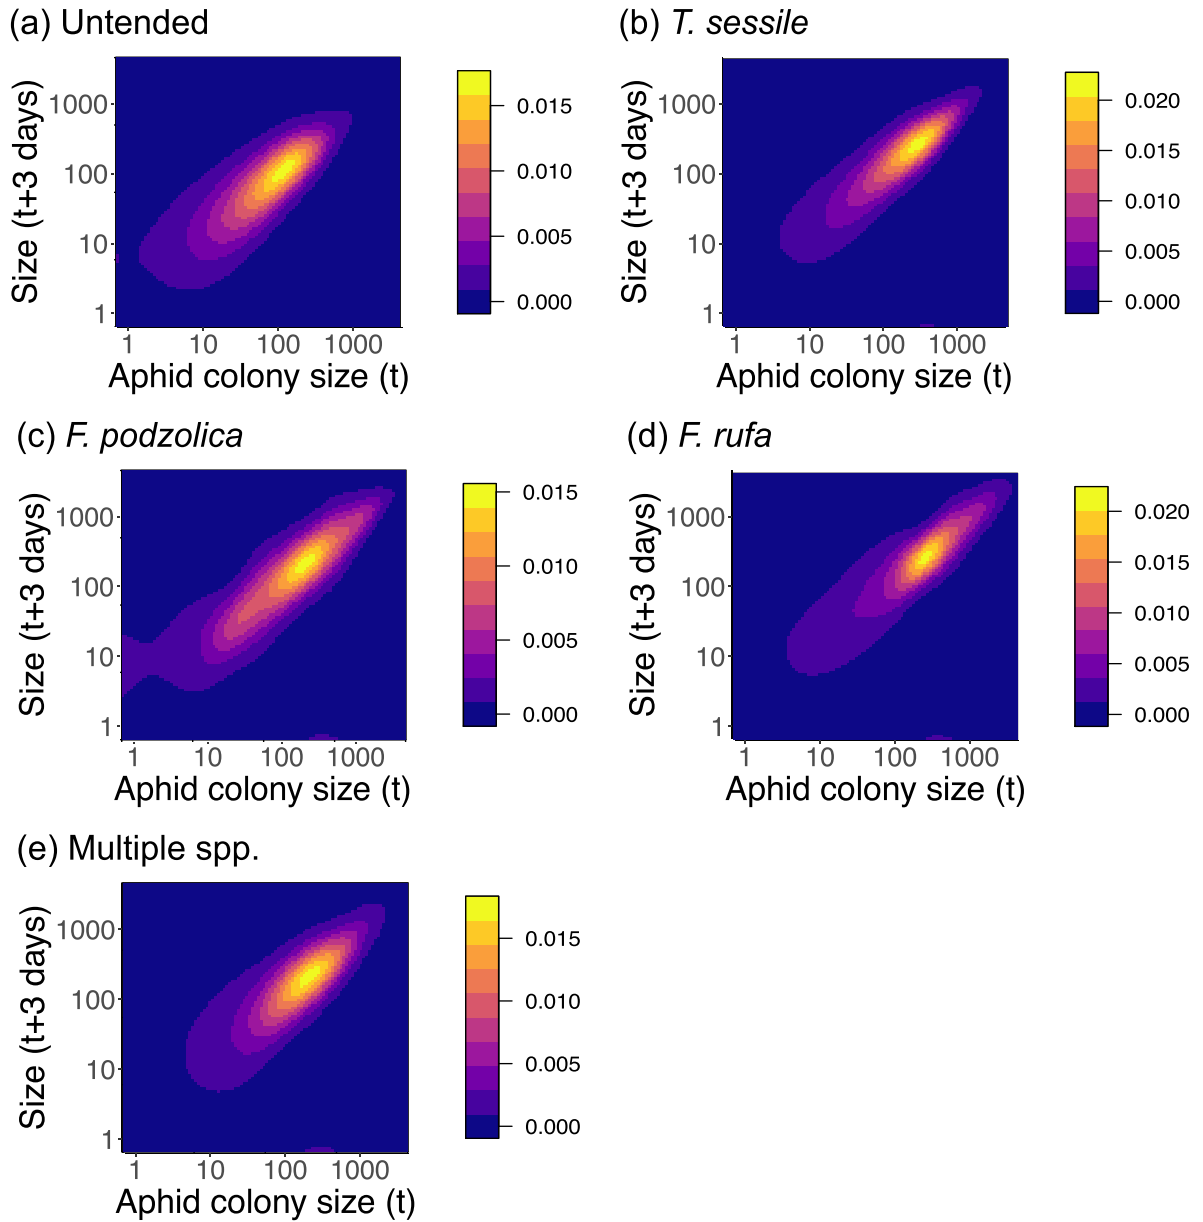 (a) Untended
Size (t+3 days)
1000
100
10
1
1 10 100 1000
Aphid colony size (t)
0.015
0.010
0.005
0.000
(b) T. sessile
Size (t+3 days)
1000
100
10
1
1 10 100 1000
Aphid colony size (t)
0.020
0.015
0.010
0.005
0.000
(c) F. podzolica
Size (t+3 days)
1000
100
10
1
1 10 100 1000
Aphid colony size (t)
0.015
0.010
0.005
0.000
(d) F. rufa
Size (t+3 days)
1000
100
10
1
1 10 100 1000
Aphid colony size (t)
0.020
0.015
0.010
0.005
0.000
(e) Multiple spp.
Size (t+3 days)
1000
100
10
1
1 10 100 1000
Aphid colony size (t)
0.015
0.010
0.005
0.000